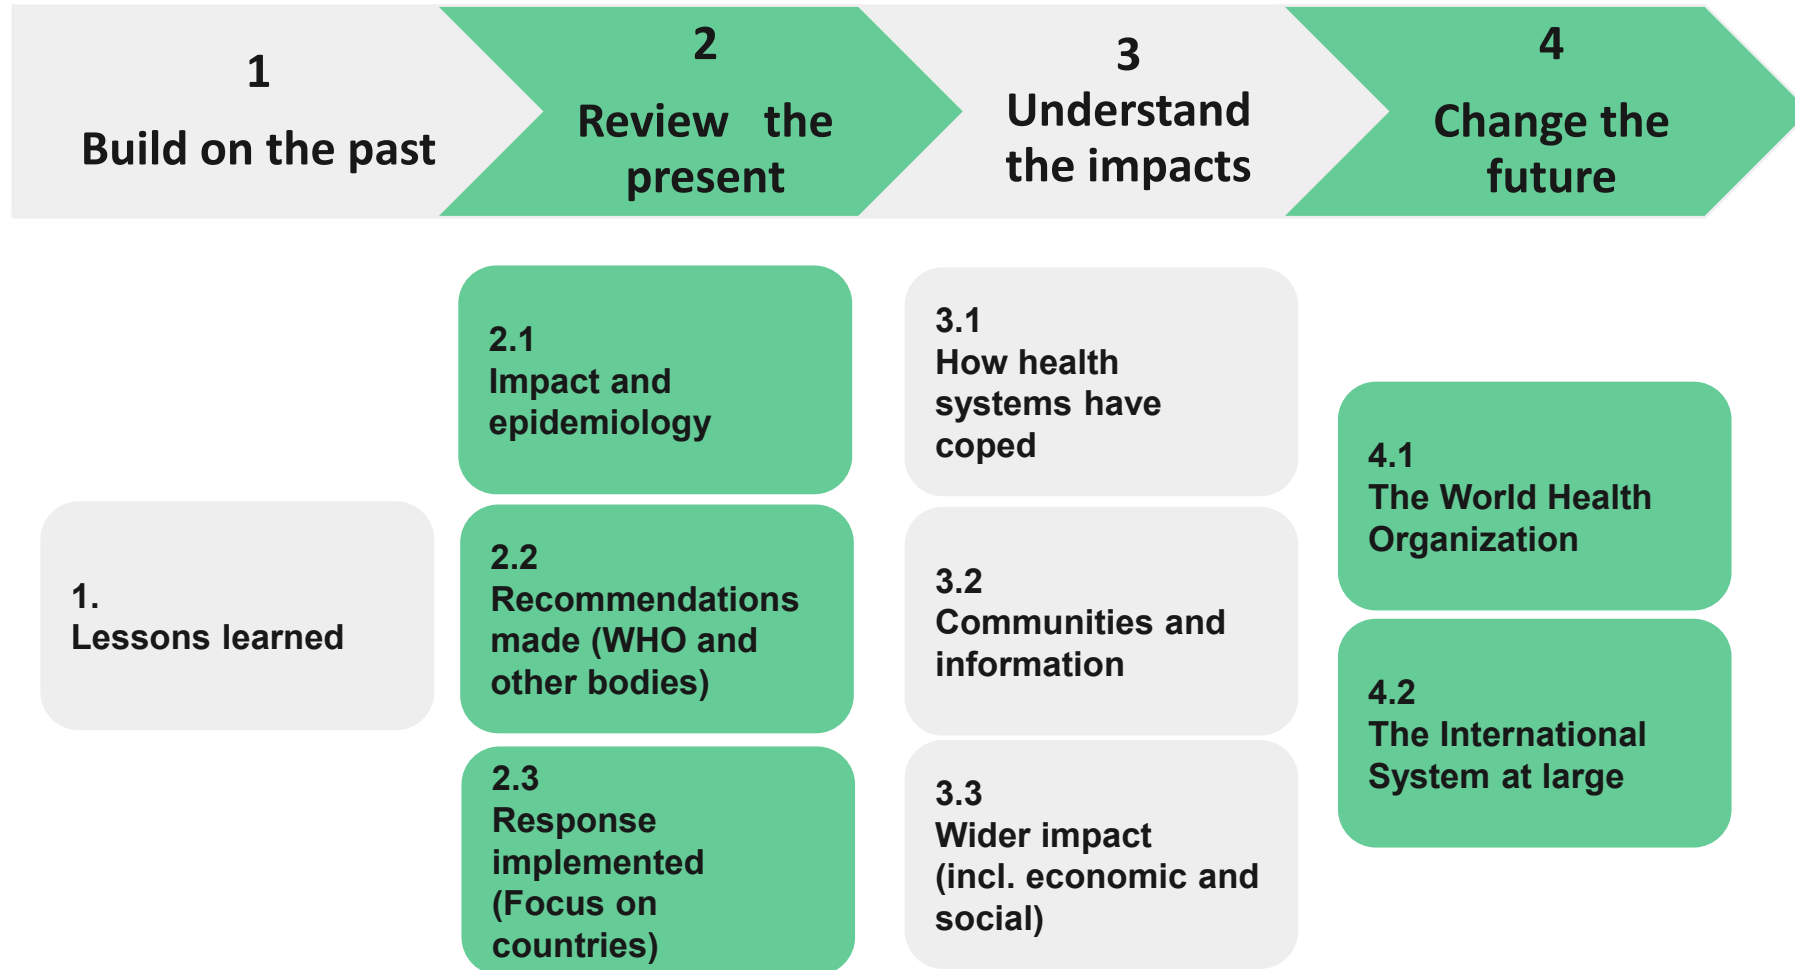 1
Build on the past
2
Review the
present
3
Understand
the impacts
4
Change the
future
1.
Lessons learned
2.1
Impact and
epidemiology
2.2
Recommendations
made (WHO and
other bodies)
2.3
Response
implemented
(Focus on
countries)
3.1
How health
systems have
coped
3.2
Communities and
information
3.3
Wider impact
(incl. economic and
social)
4.1
The World Health
Organization
4.2
The International
System at large